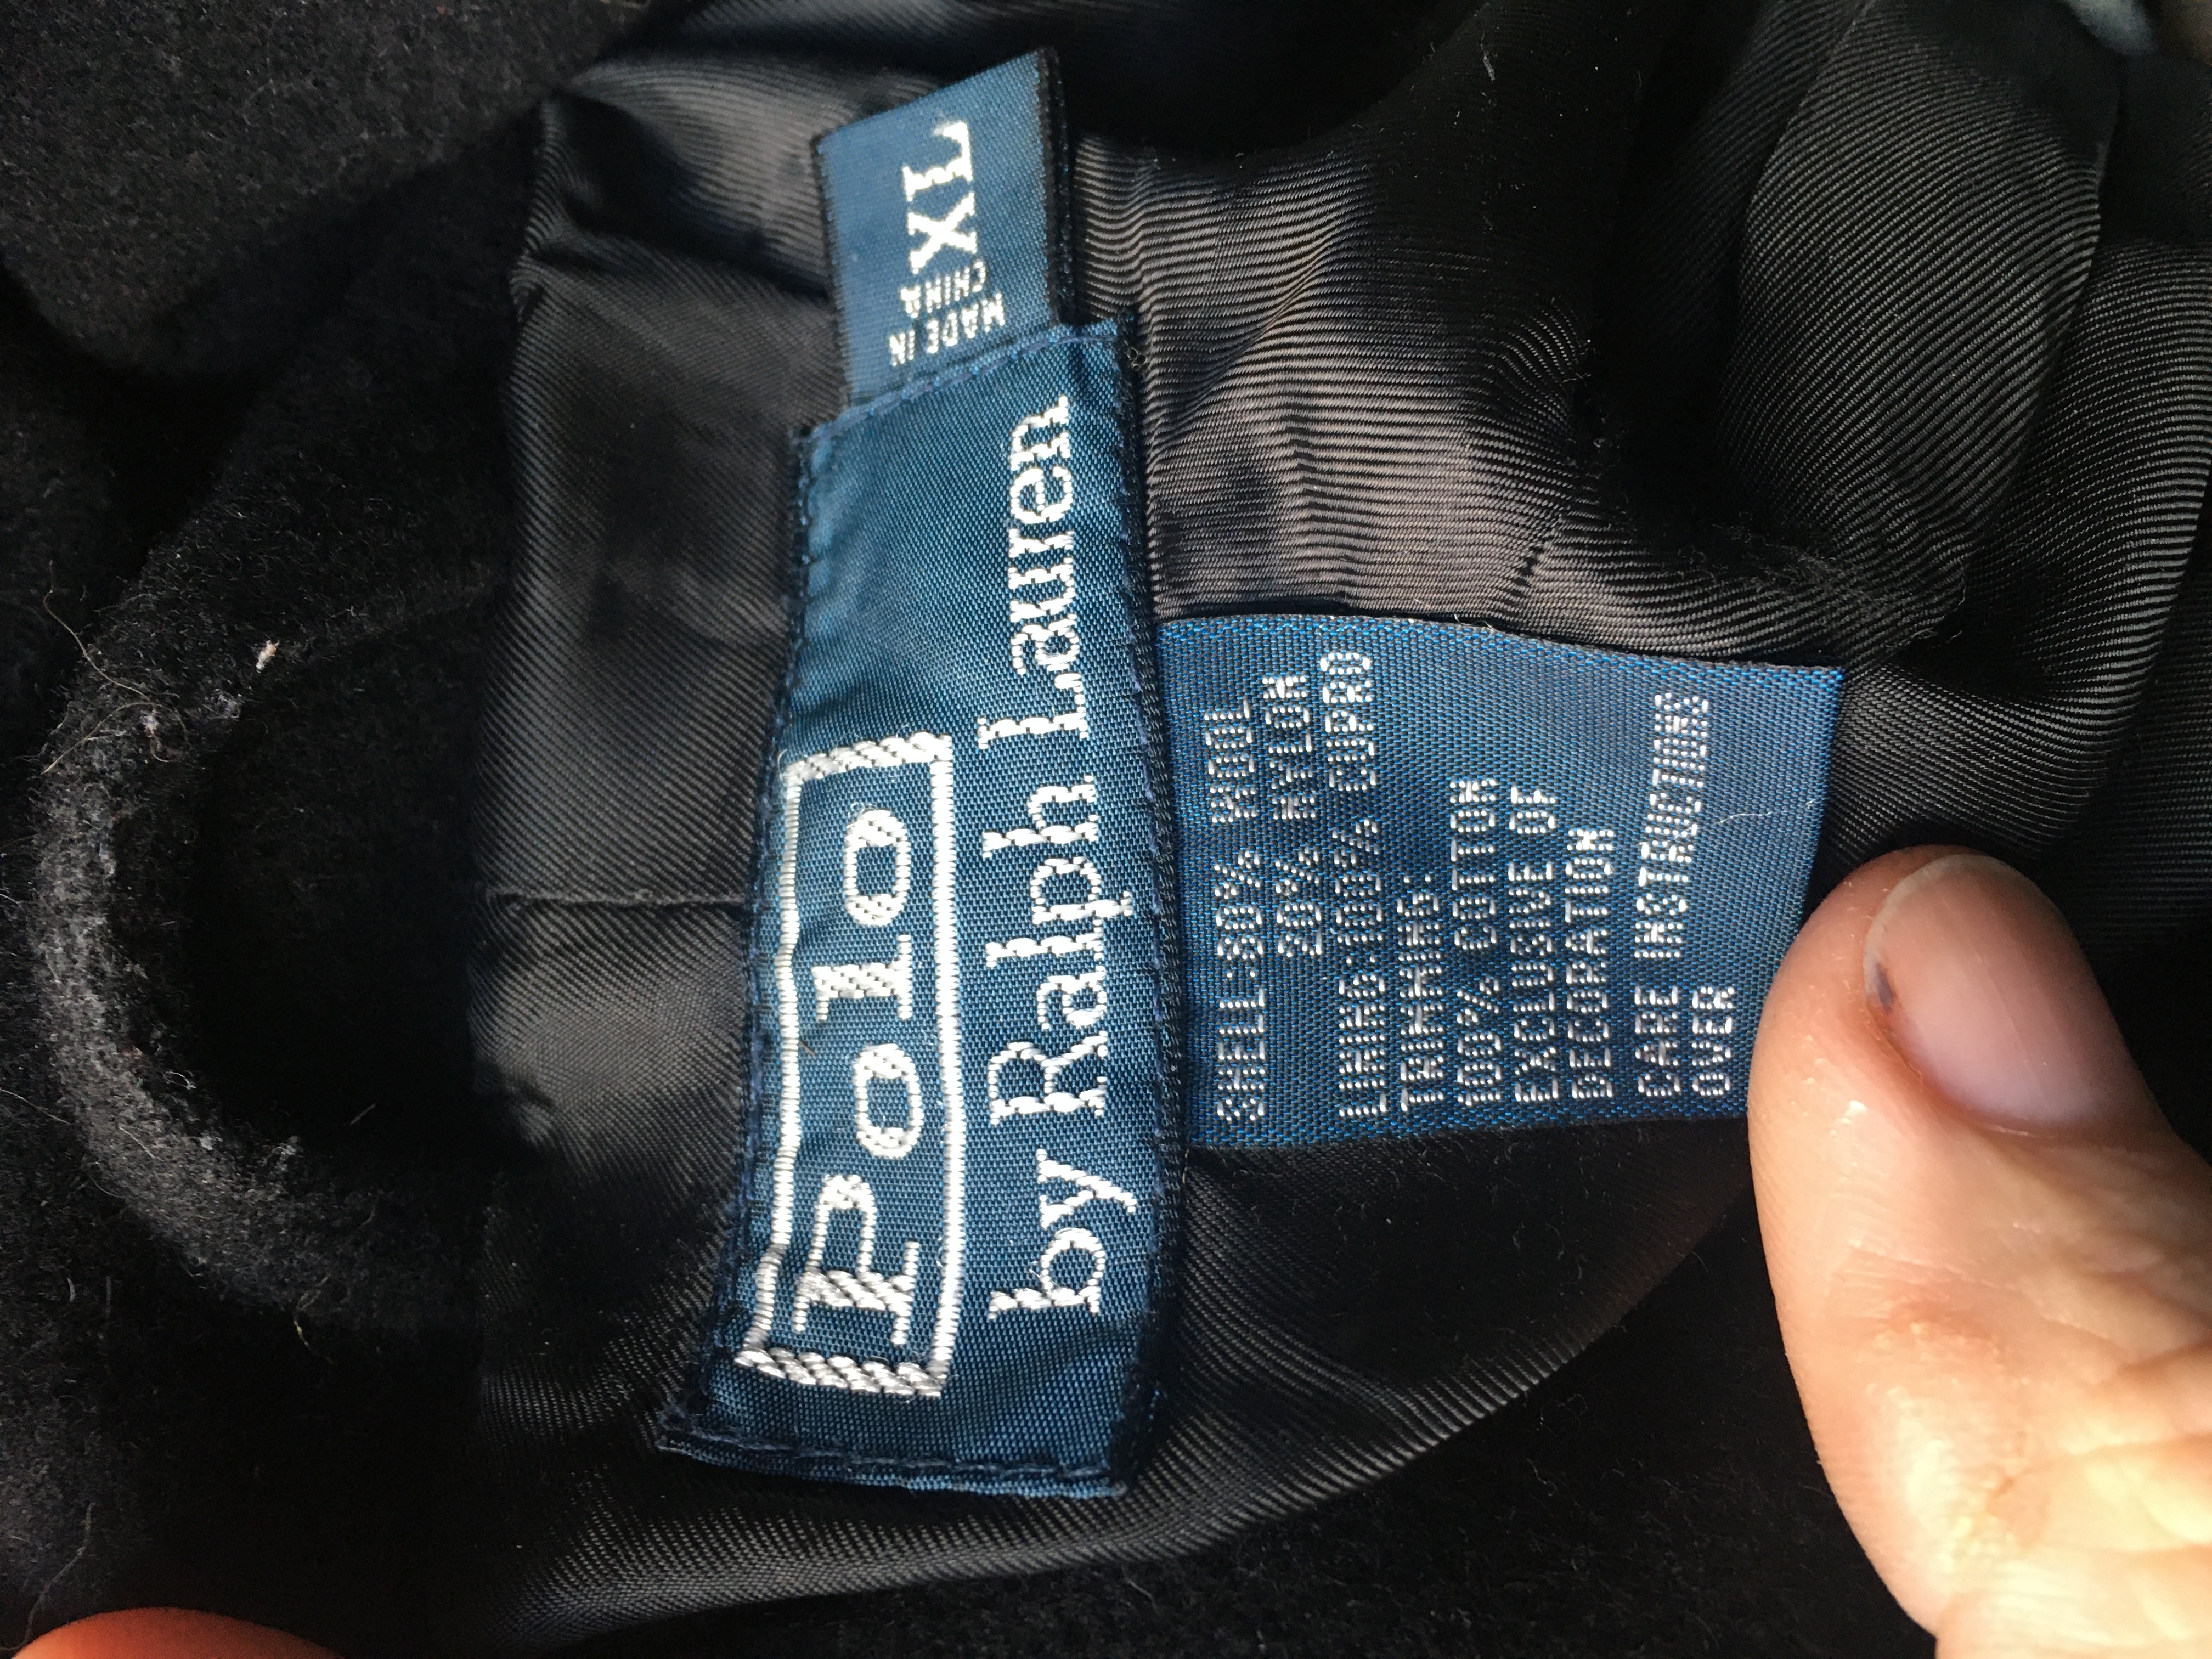 Polo
by Ralph Lauren
XL
MADE IN
CHINA
SHELL:80% WOOL
20% NYLON
LINING:100% CUPRO
TRIMMING:
100% COTTON
EXCLUSIVE OF
DECORATION
CARE INSTRUCTIONS
OVER